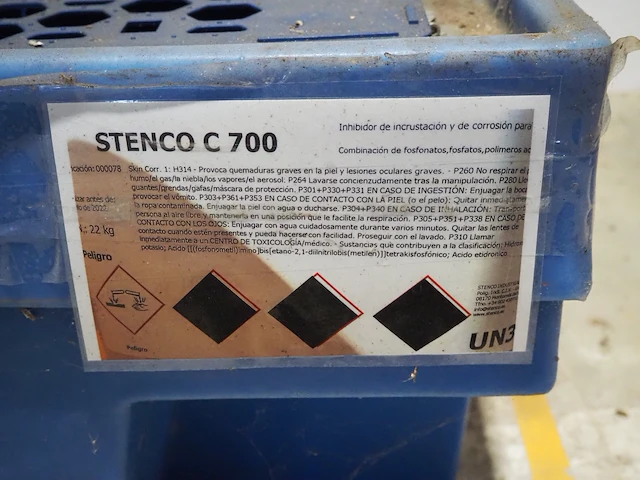 STENCO C 700
Inhibidor de incrustación y de corrosión para
Combinación de fosfonatos,fosfatos,polímeros
cación: 000078
Skin Corr. 1: H314 - Provoca quemaduras graves en la piel y lesiones oculares graves. - P260 No respirar el
humo/el gas/la niebla/los vapores/el aerosol. P264 Lavarse concienzudamente tras la manipulación. P280
guantes/prendas/gafas/máscara de protección. P301+P330+P331 EN CASO DE INGESTIÓN: Enjuagar la boca
provocar el vómito. P303+P361+P353 EN CASO DE CONTACTO CON LA PIEL (o el pelo): Quitar inmediatamente
la ropa contaminada. Enjuagar la piel con agua o ducharse. P304+P340 EN CASO DE INHALACIÓN:
persona al aire libre y mantenerla en una posición que le facilite la respiración. P305+P351+P338 EN CASO DE
CONTACTO CON LOS OJOS: Enjuagar con agua cuidadosamente durante varios minutos. Quitar las lentes de
contacto cuando estén presentes y pueda hacerse con facilidad. Proseguir con el lavado. P310 Llamar
inmediatamente a un CENTRO DE TOXICOLOGÍA/médico. - Sustancias que contribuyen a la clasificación:
potasio; Ácido [[(fosfonometil)imino]bis[etano-2,1-diilnitrilobis(metilen)]]tetrakisfosfónico; Ácido etidrónico
antes de:
: 22 kg
Peligro
Peligro
UN3